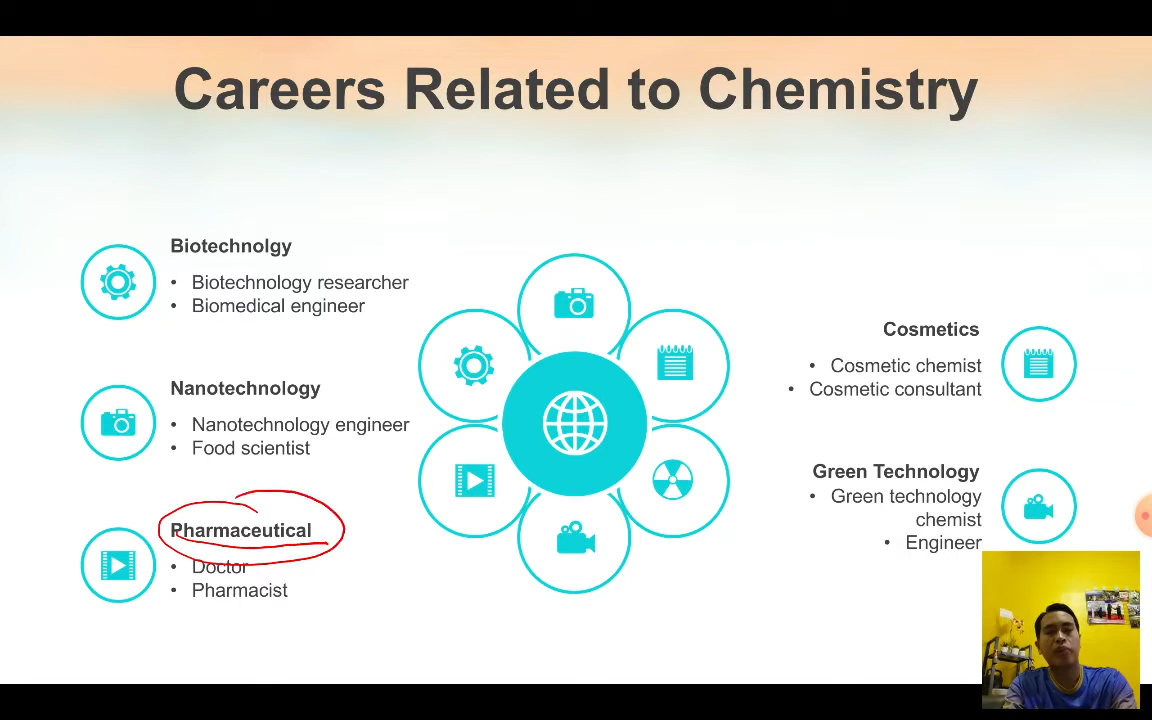 Careers Related to Chemistry
Biotechnolgy
• Biotechnology researcher
• Biomedical engineer
Nanotechnology
• Nanotechnology engineer
• Food scientist
Pharmaceutical
• Doctor
• Pharmacist
Cosmetics
• Cosmetic chemist
• Cosmetic consultant
Green Technology
• Green technology
chemist
• Engineer